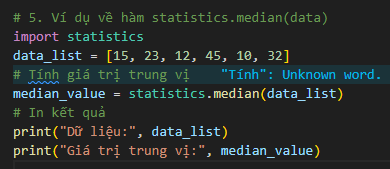 # 5. Ví dụ về hàm statistics.median(data)
import statistics
data_list = [15, 23, 12, 45, 10, 32]
# Tính giá trị trung vị    "Tính": Unknown word.
median_value = statistics.median(data_list)
# In kết quả
print("Dữ liệu:", data_list)
print("Giá trị trung vị:", median_value)